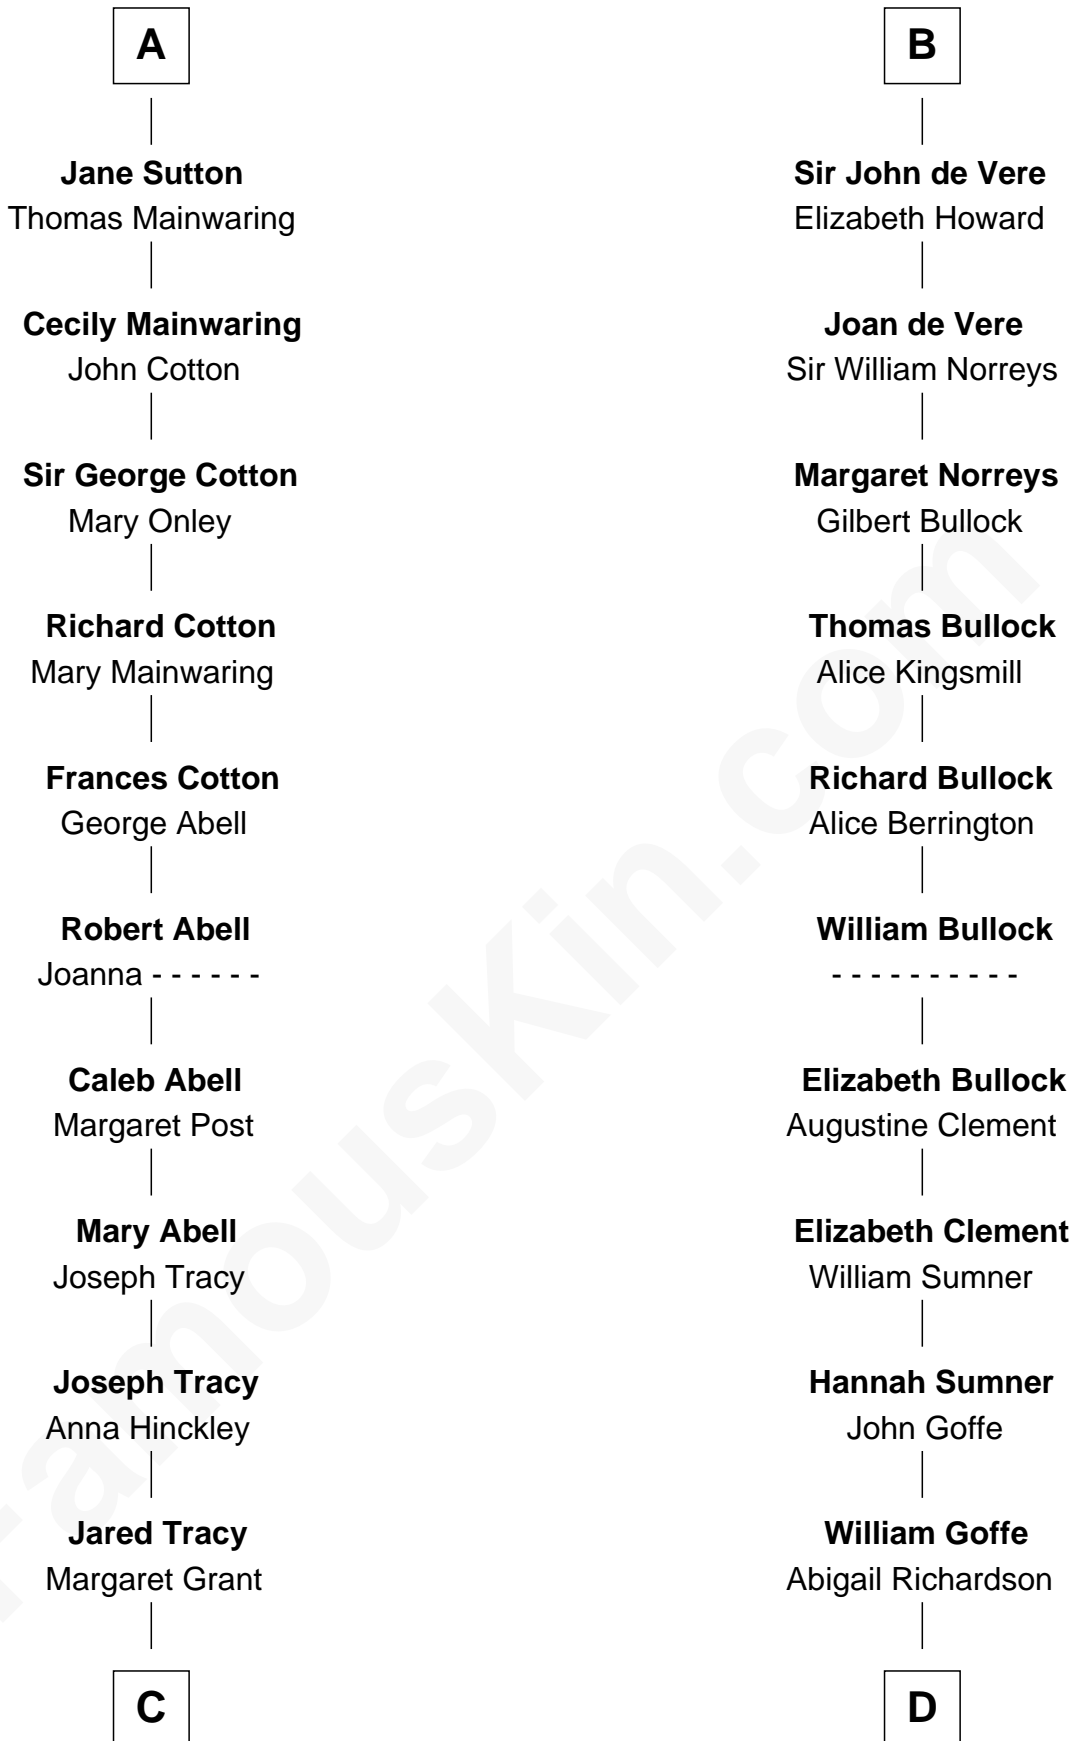 A
Jane Sutton
Thomas Mainwaring
Cecily Mainwaring
John Cotton
Sir George Cotton
Mary Onley
Richard Cotton
Mary Mainwaring
Frances Cotton
George Abell
Robert Abell
Joanna - - - - - -
Caleb Abell
Margaret Post
Mary Abell
Joseph Tracy
Joseph Tracy
Anna Hinckley
Jared Tracy
Margaret Grant
C
B
Sir John de Vere
Elizabeth Howard
Joan de Vere
Sir William Norreys
Margaret Norreys
Gilbert Bullock
Thomas Bullock
Alice Kingsmill
Richard Bullock
Alice Berrington
William Bullock
- - - - - - - - - -
Elizabeth Bullock
Augustine Clement
Elizabeth Clement
William Sumner
Hannah Sumner
John Goffe
William Goffe
Abigail Richardson
D
FamousKin.com